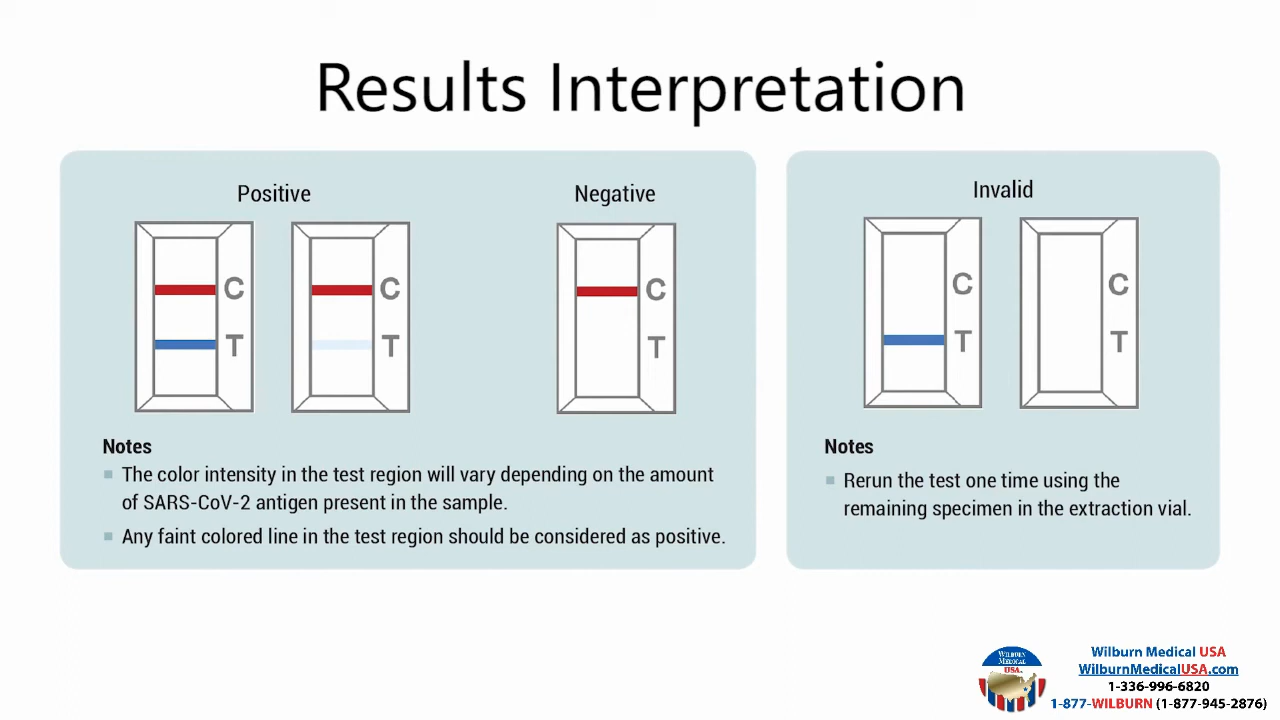 Results Interpretation
Positive
Negative
C
T
C
T
C
T
Notes
The color intensity in the test region will vary depending on the amount
of SARS-CoV-2 antigen present in the sample.
Any faint colored line in the test region should be considered as positive.
Invalid
C
T
C
T
Notes
Rerun the test one time using the
remaining specimen in the extraction vial.
WILBURN
MEDICAL
USA
Wilburn Medical USA
WilburnMedicalUSA.com
1-336-996-6820
1-877-WILBURN (1-877-945-2876)